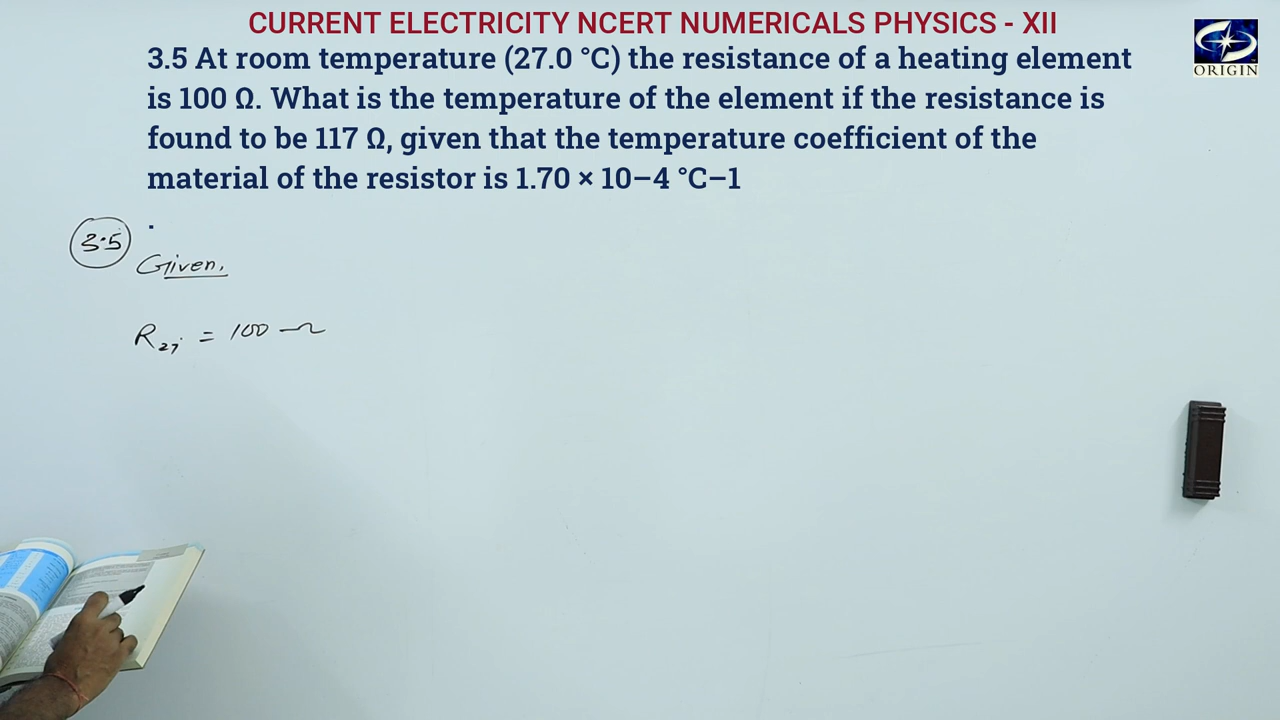 CURRENT ELECTRICITY NCERT NUMERICALS PHYSICS - XII
ORIGIN
3.5 At room temperature (27.0 °C) the resistance of a heating element
is 100 Ω. What is the temperature of the element if the resistance is
found to be 117 Ω, given that the temperature coefficient of the
material of the resistor is 1.70 × 10–4 °C–1
.
3.5
Given.
R27° = 100 Ω